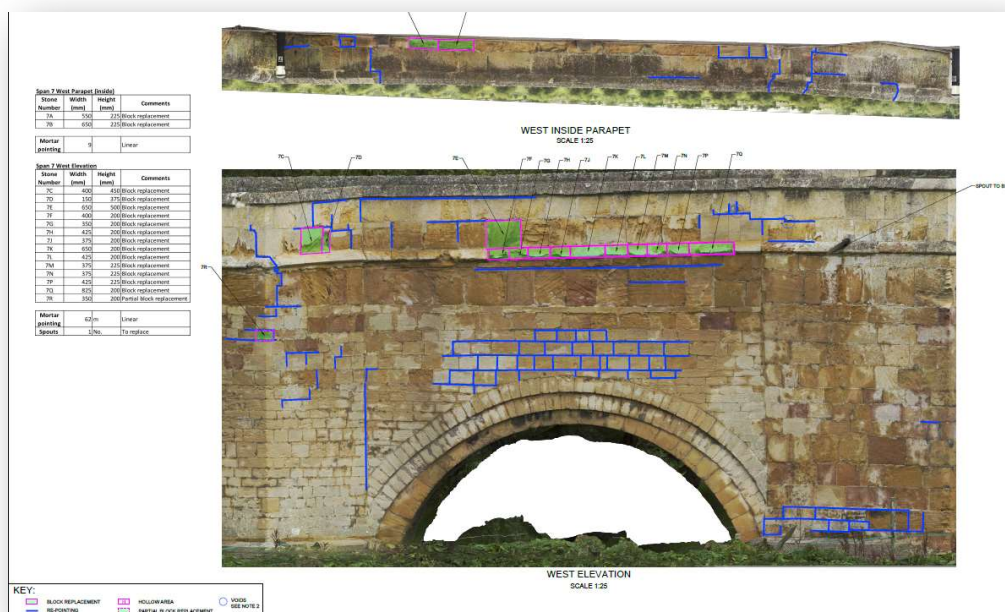 WEST INSIDE PARAPET
SCALE 1:25
Span 7 West Parapet (Inside)
Stone Number Width (mm) Height (mm) Comments
7A 550 225 Block replacement
7B 650 225 Block replacement
Mortar pointing 9 Linear
Span 7 West Elevation
Stone Number Width (mm) Height (mm) Comments
7C 400 450 Block replacement
7D 150 375 Block replacement
7E 650 500 Block replacement
7F 400 200 Block replacement
7G 350 200 Block replacement
7H 425 200 Block replacement
7J 375 200 Block replacement
7K 650 200 Block replacement
7L 425 200 Block replacement
7M 375 225 Block replacement
7N 375 225 Block replacement
7P 425 225 Block replacement
7Q 825 200 Block replacement
7R 350 200 Partial block replacement
Mortar pointing 62 m Linear
Spouts 1 No. To replace
7C 7D 7E 7F 7G 7H 7J 7K 7L 7M 7N 7P 7Q
SPOUT TO
7R
WEST ELEVATION
SCALE 1:25
KEY:
BLOCK REPLACEMENT HOLLOW AREA VOIDS
SEE NOTE 2
RE-POINTING PARTIAL BLOCK REPLACEMENT